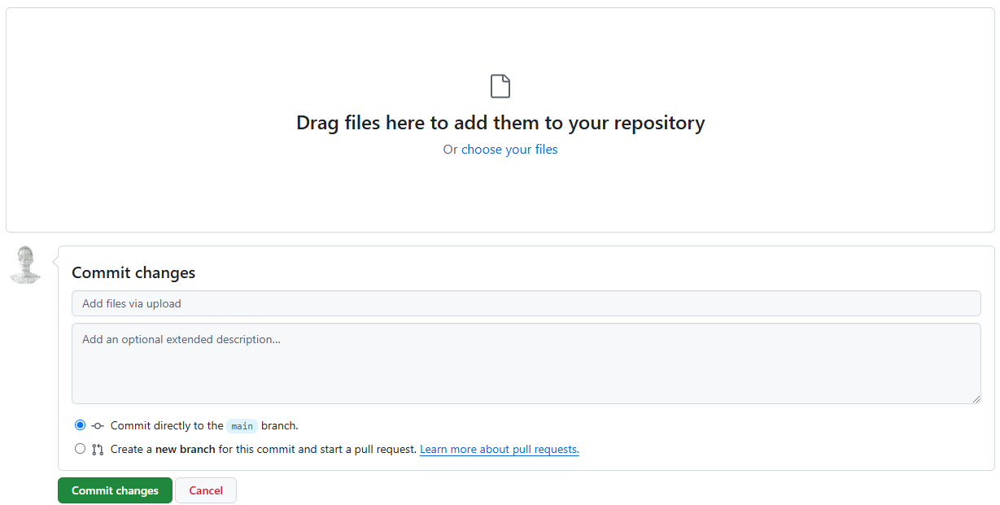 Drag files here to add them to your repository
Or choose your files
Commit changes
Add files via upload
Add an optional extended description...
Commit directly to the main branch.
Create a new branch for this commit and start a pull request. Learn more about pull requests.
Commit changes Cancel